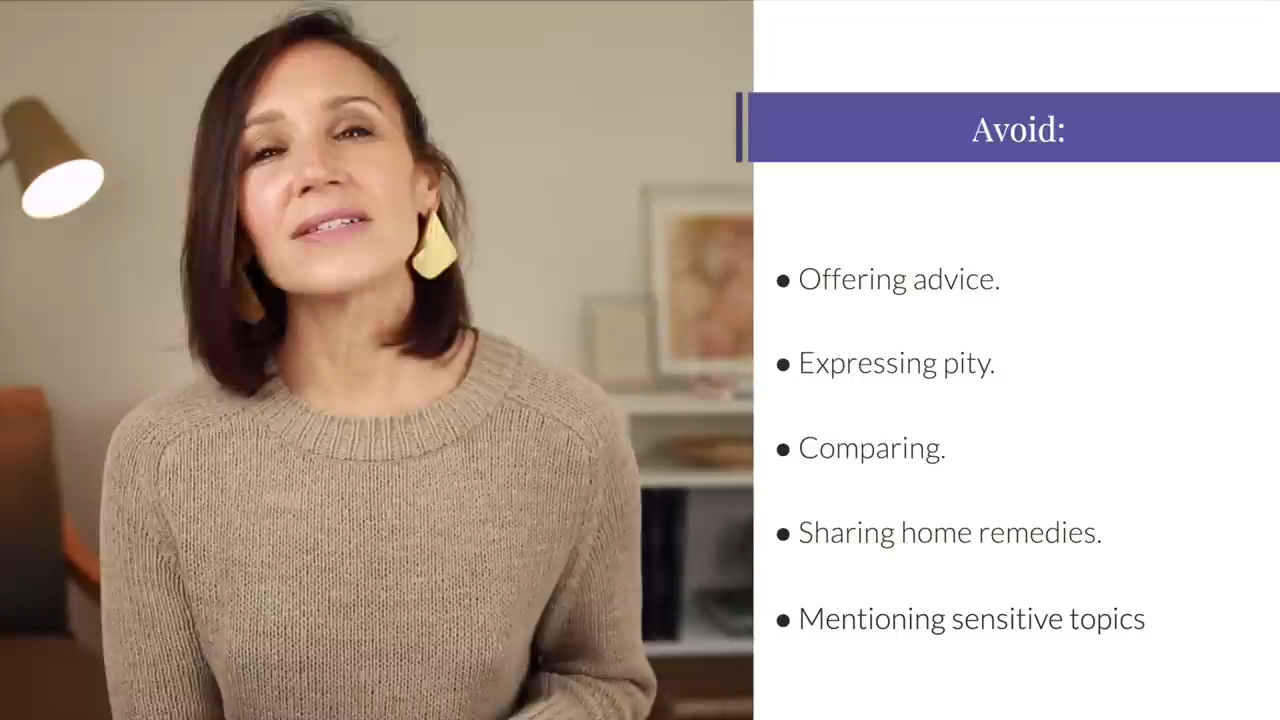 Avoid:
● Offering advice.
● Expressing pity.
● Comparing.
● Sharing home remedies.
● Mentioning sensitive topics